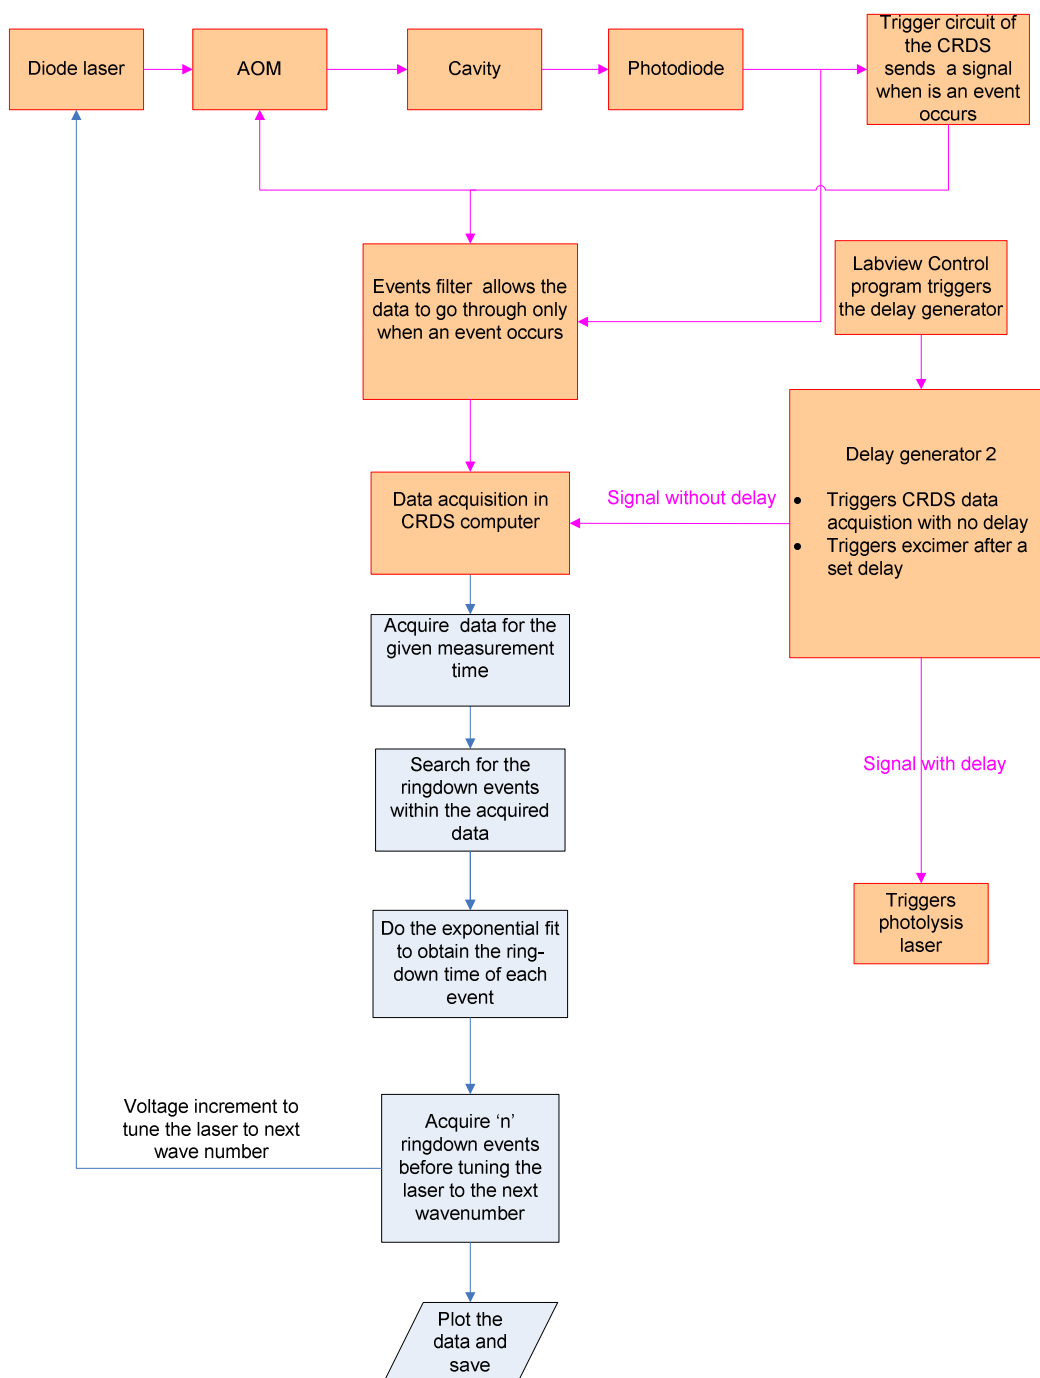 Diode laser
AOM
Cavity
Photodiode
Trigger circuit of
the CRDS
sends a signal
when is an event
occurs
Events filter allows the
data to go through only
when an event occurs
Labview Control
program triggers
the delay generator
Delay generator 2
• Triggers CRDS data
acquistion with no delay
• Triggers excimer after a
set delay
Signal without delay
Data acquisition in
CRDS computer
Acquire data for the
given measurement
time
Search for the
ringdown events
within the acquired
data
Signal with delay
Triggers
photolysis
laser
Do the exponential fit
to obtain the ring-
down time of each
event
Voltage increment to
tune the laser to next
wave number
Acquire ‘n’
ringdown events
before tuning the
laser to the next
wavenumber
Plot the
data and
save